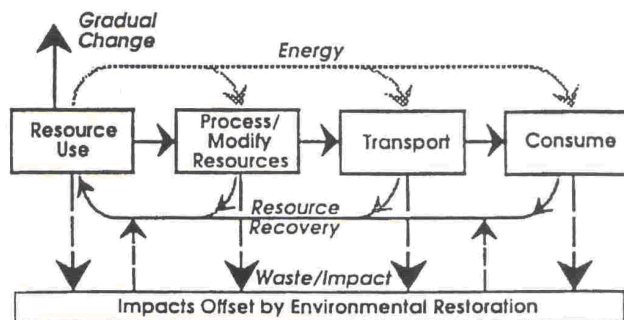 Gradual
Change
Energy
Resource
Use
Process/
Modify
Resources
Transport
Consume
Resource
Recovery
Waste/Impact
Impacts Offset by Environmental Restoration